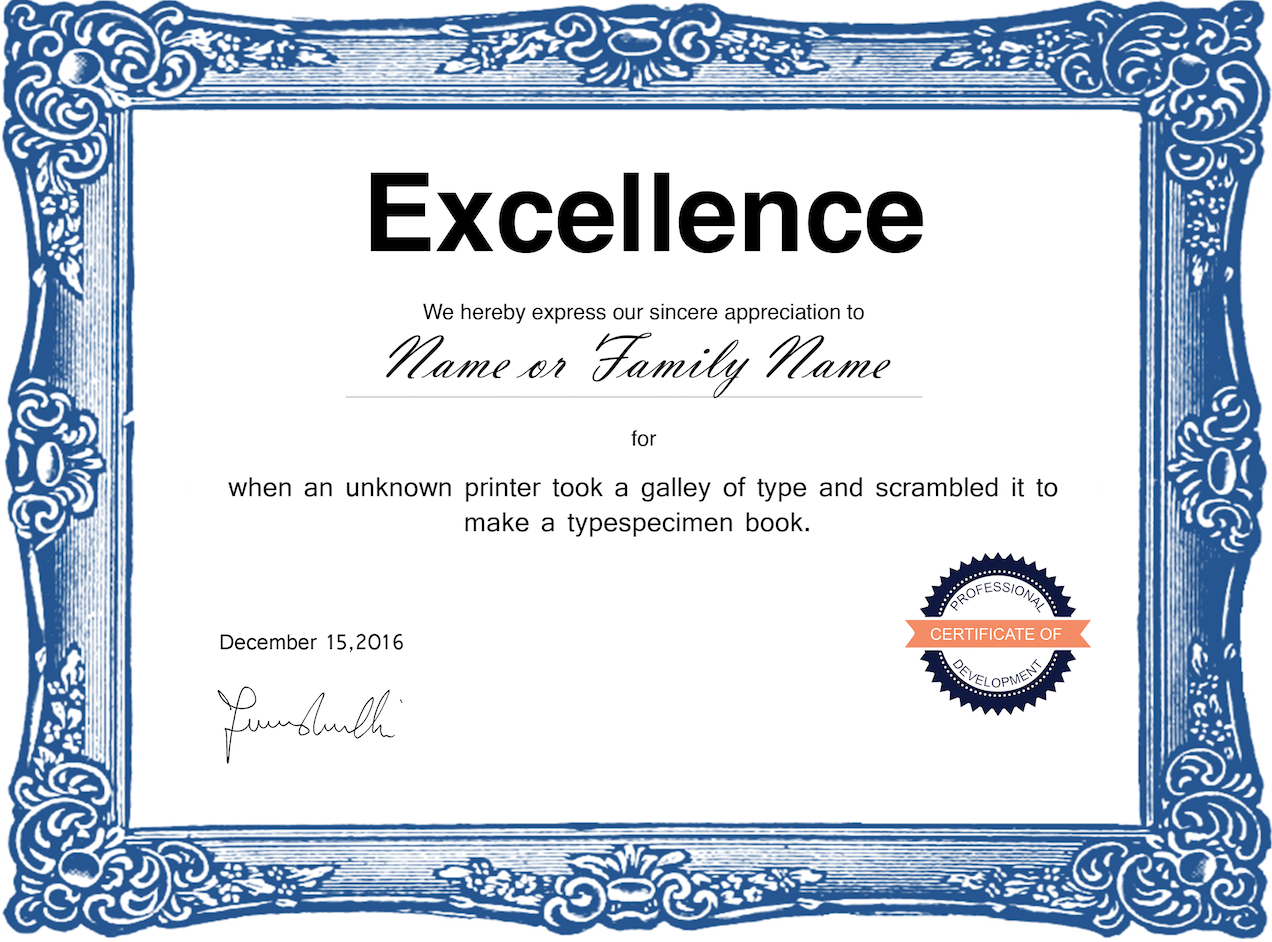 Excellence
We hereby express our sincere appreciation to
Name or Family Name
for
when an unknown printer took a galley of type and scrambled it to
make a typespecimen book.
December 15,2016
PROFESSIONAL
CERTIFICATE OF
DEVELOPMENT